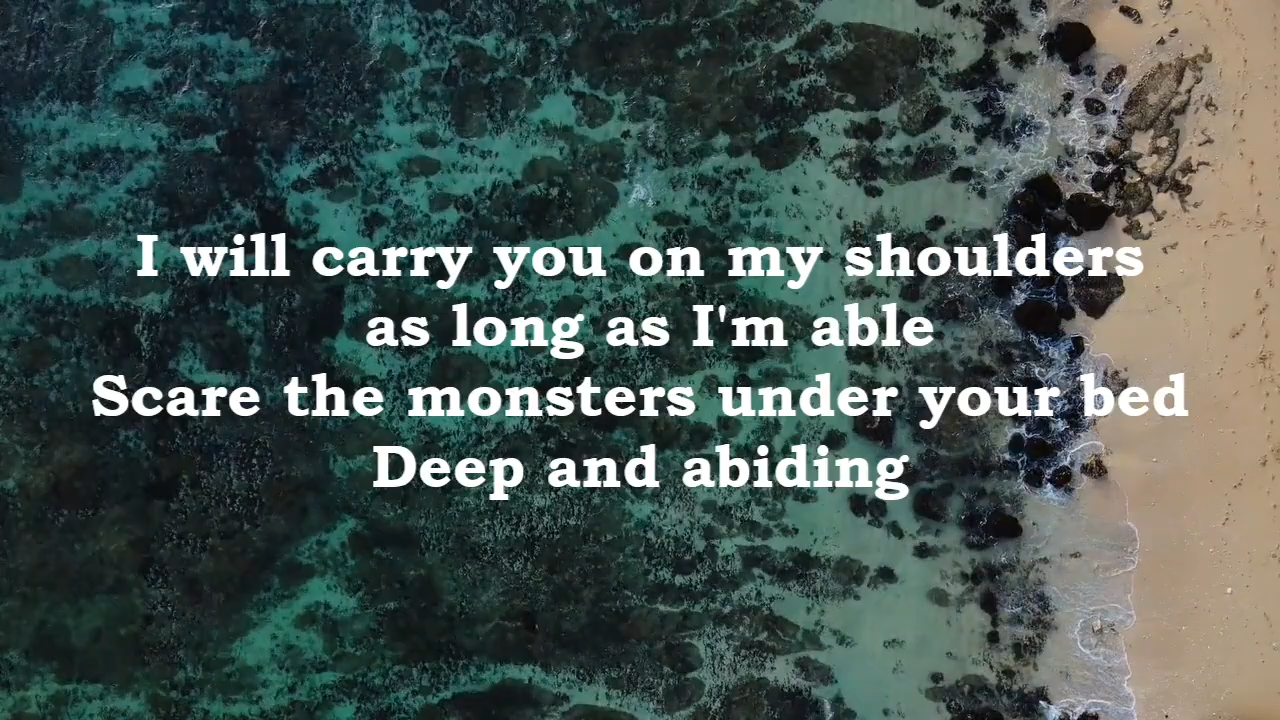 I will carry you on my shoulders
as long as I'm able
Scare the monsters under your bed
Deep and abiding